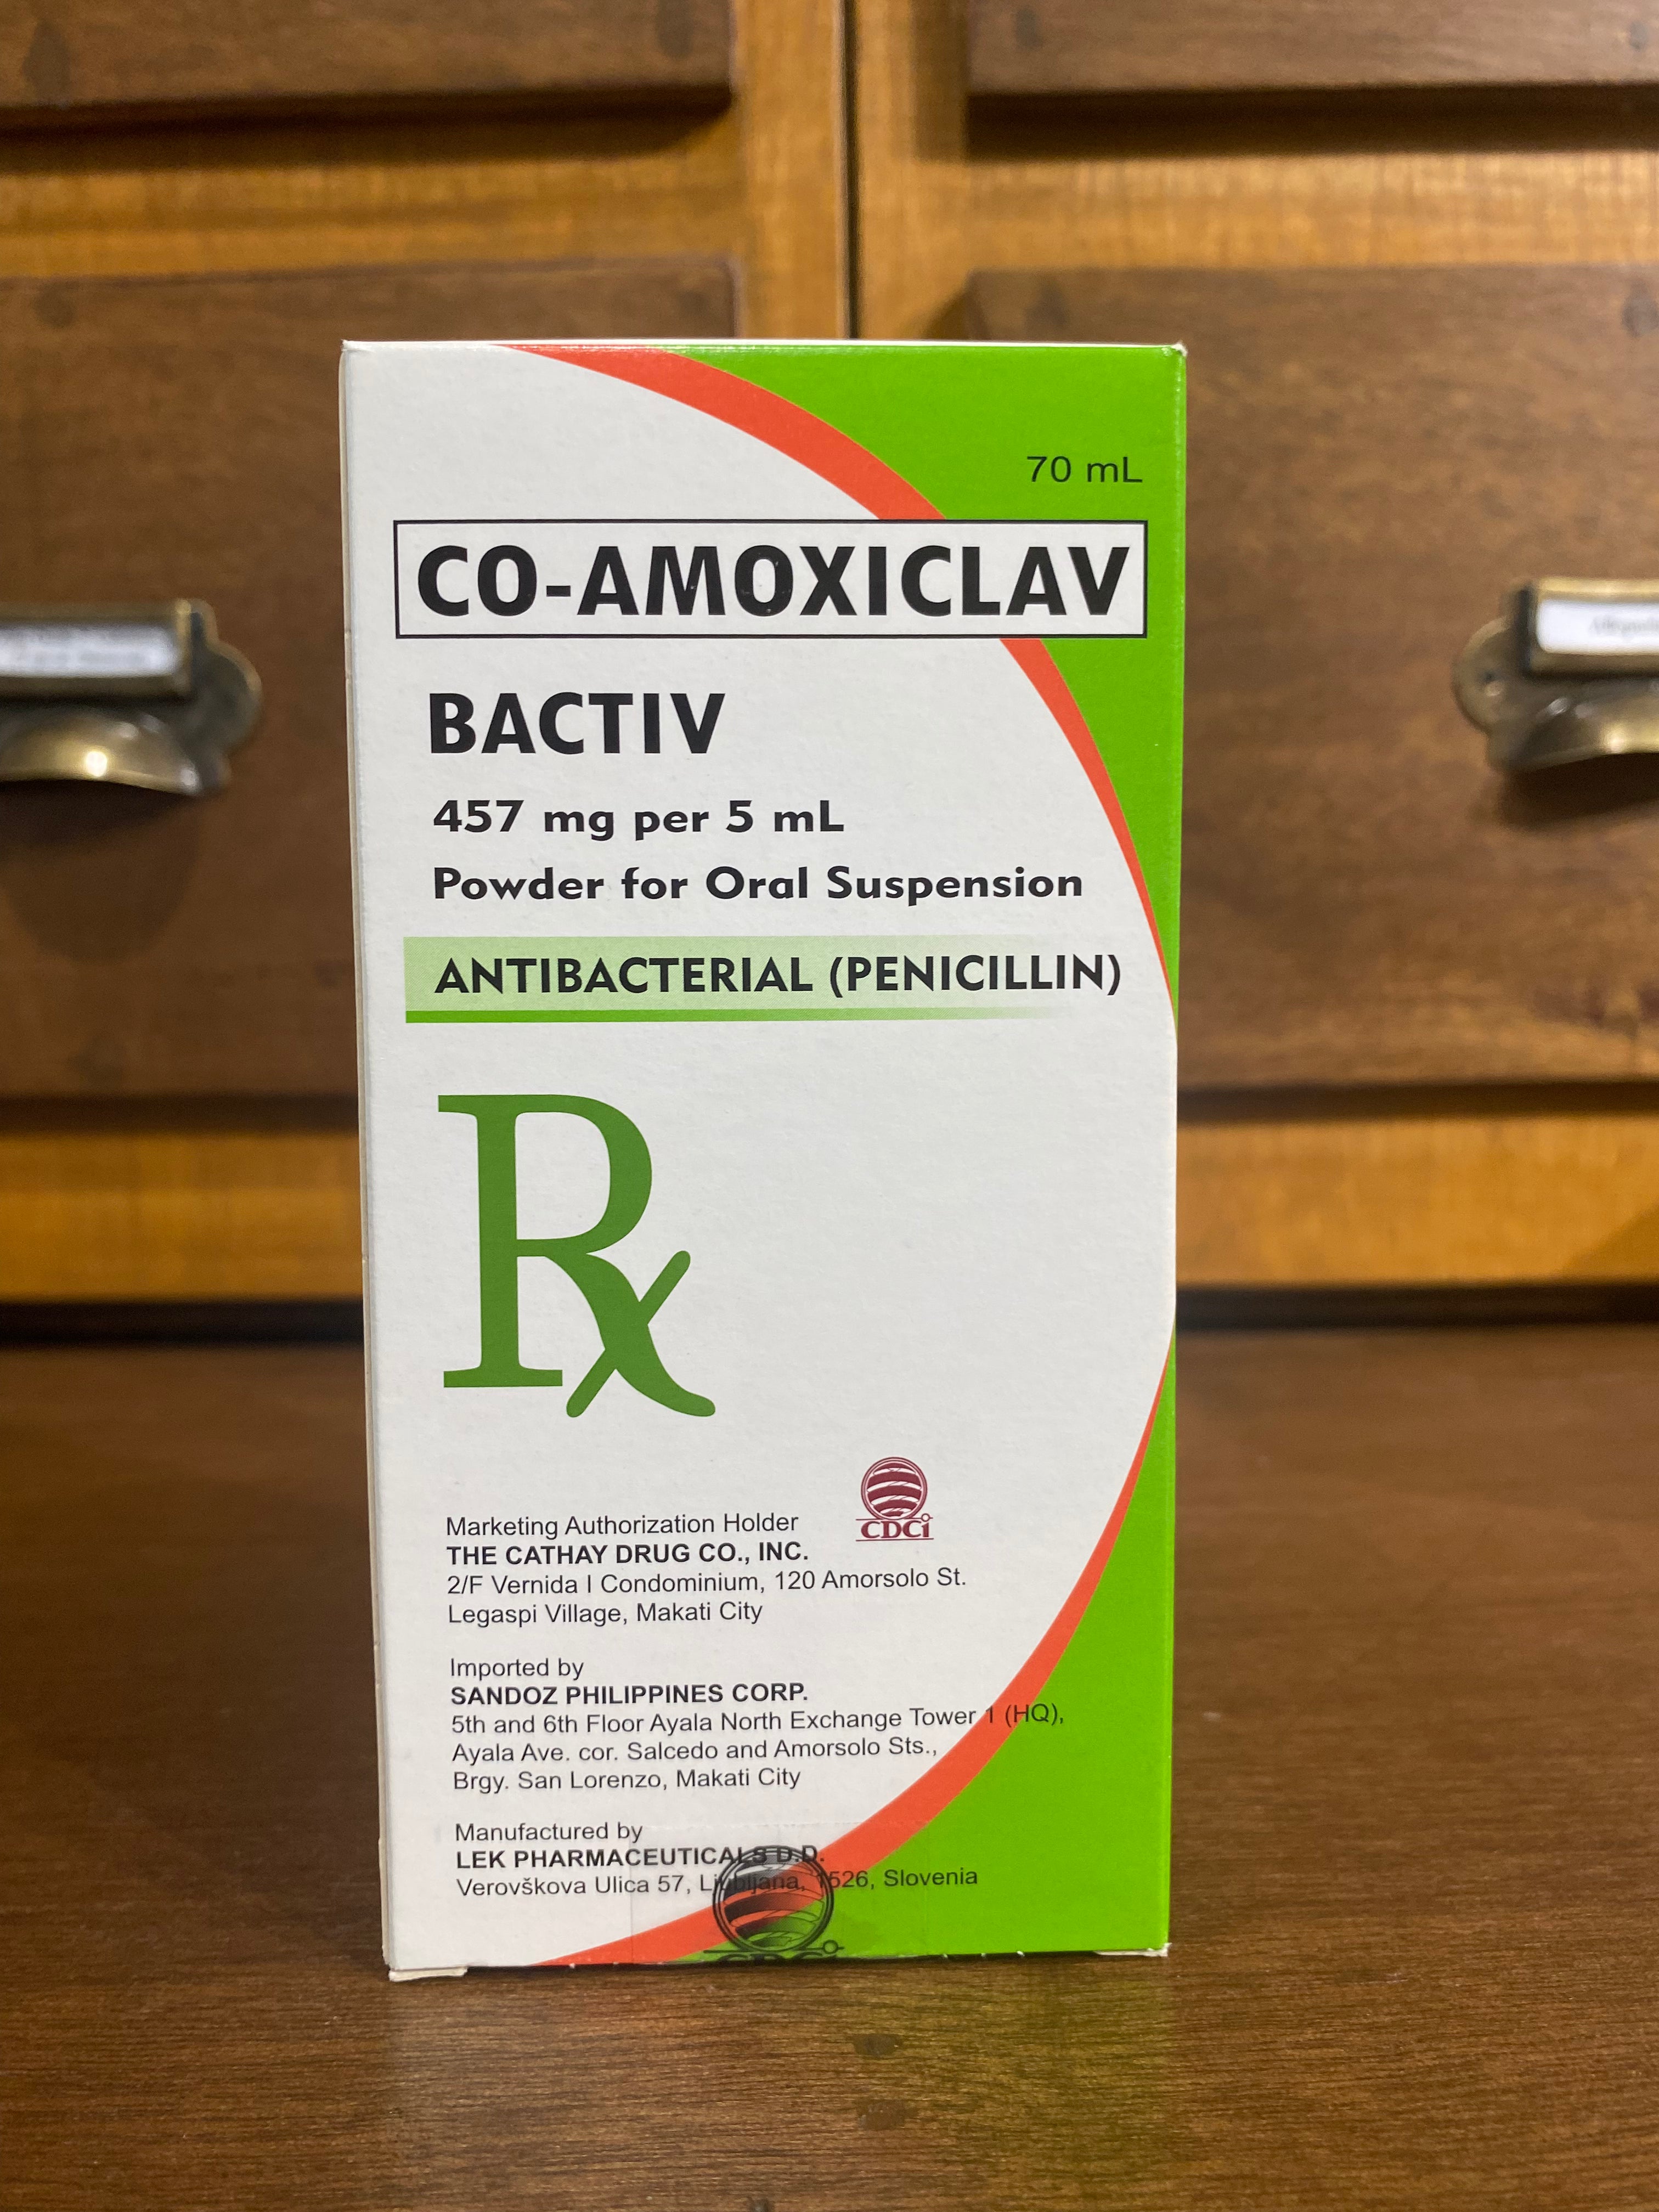 70 mL
CO-AMOXICLAV
BACTIV
457 mg per 5 mL
Powder for Oral Suspension
ANTIBACTERIAL (PENICILLIN)
Rx
CDCi
Marketing Authorization Holder
THE CATHAY DRUG CO., INC.
2/F Vernida I Condominium, 120 Amorsolo St.
Legaspi Village, Makati City
Imported by
SANDOZ PHILIPPINES CORP.
5th and 6th Floor Ayala North Exchange Tower 1 (HQ),
Ayala Ave. cor. Salcedo and Amorsolo Sts.,
Brgy. San Lorenzo, Makati City
Manufactured by
LEK PHARMACEUTICALS D.D.
Verovškova Ulica 57, Ljubljana, 1526, Slovenia